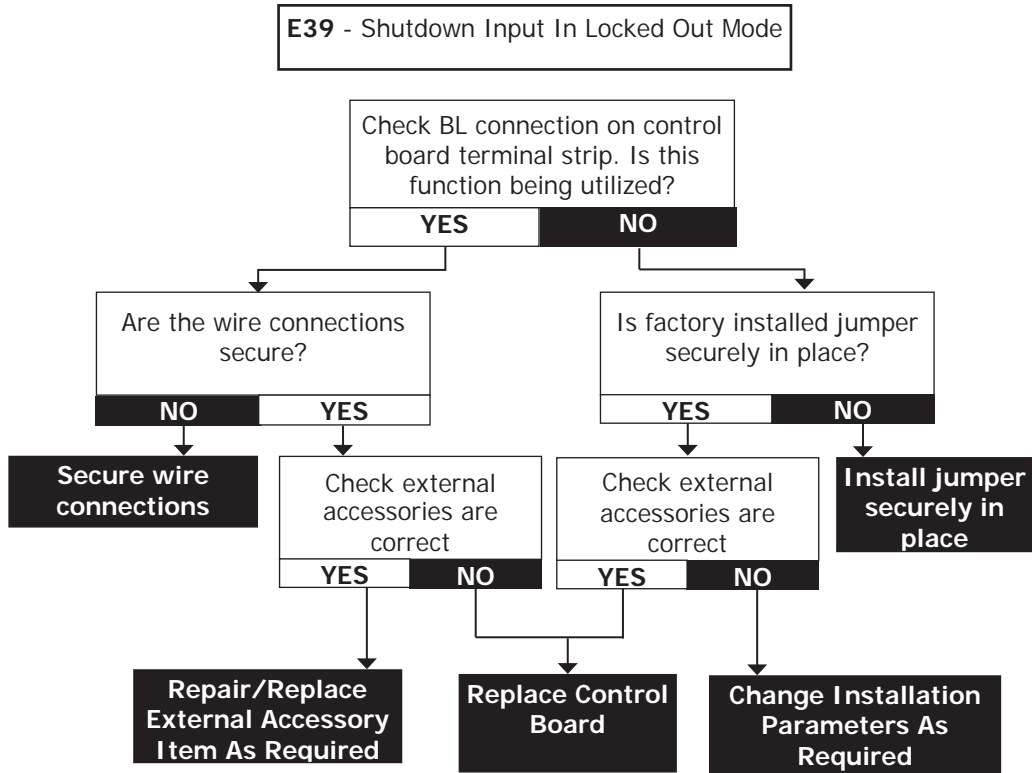 E39 - Shutdown Input In Locked Out Mode
Check BL connection on control
board terminal strip. Is this
function being utilized?
YES
NO
Are the wire connections
secure?
NO
YES
Is factory installed jumper
securely in place?
YES
NO
Secure wire
connections
Check external
accessories are
correct
YES
NO
Check external
accessories are
correct
YES
NO
Install jumper
securely in
place
Repair/Replace
External Accessory
Item As Required
Replace Control
Board
Change Installation
Parameters As
Required